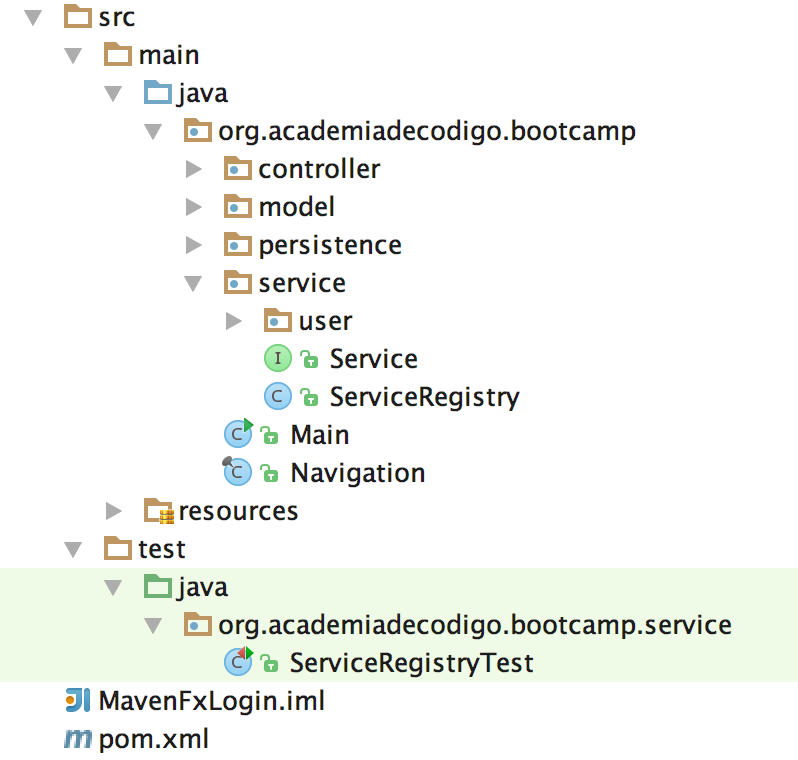 src
main
java
org.academiadecodigo.bootcamp
controller
model
persistence
service
user
I Service
C ServiceRegistry
C Main
C Navigation
resources
test
java
org.academiadecodigo.bootcamp.service
C ServiceRegistryTest
MavenFxLogin.iml
m pom.xml